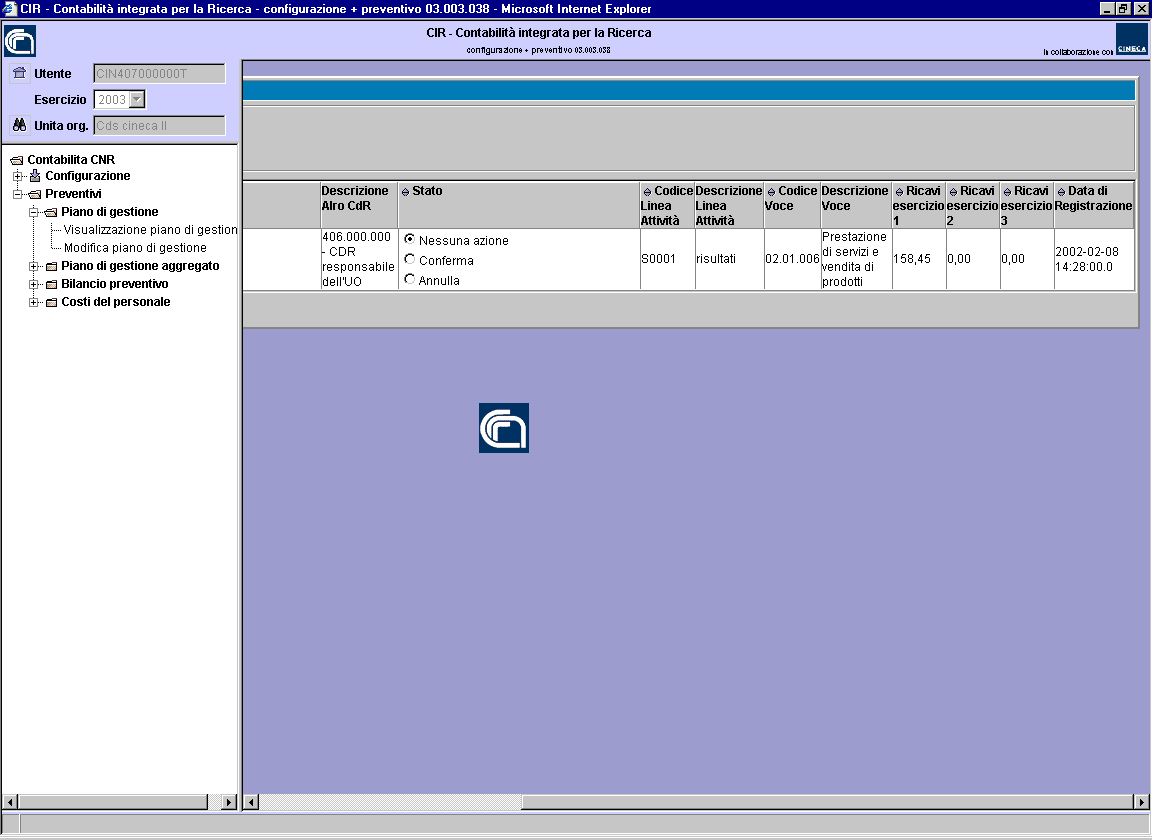 CIR - Contabilità integrata per la Ricerca - configurazione + preventivo 03.003.038 - Microsoft Internet Explorer
CIR - Contabilità integrata per la Ricerca
configurazione + preventivo 03.003.038
in collaborazione con
CINECA
Utente CIN407000000T
Esercizio 2003
Unita org. Cds cineca II
Contabilita CNR
Configurazione
Preventivi
Piano di gestione
Visualizzazione piano di gestion
Modifica piano di gestione
Piano di gestione aggregato
Bilancio preventivo
Costi del personale
Descrizione
Alro CdR
Stato
Codice
Linea
Attività
Descrizione
Linea
Attività
Codice
Voce
Descrizione
Voce
Ricavi
esercizio
1
Ricavi
esercizio
2
Ricavi
esercizio
3
Data di
Registrazione
406.000.000
- CDR
responsabile
dell'UO
Nessuna azione
Conferma
Annulla
S0001
risultati
02.01.006
Prestazione
di servizi e
vendita di
prodotti
158,45
0,00
0,00
2002-02-08
14:28:00.0